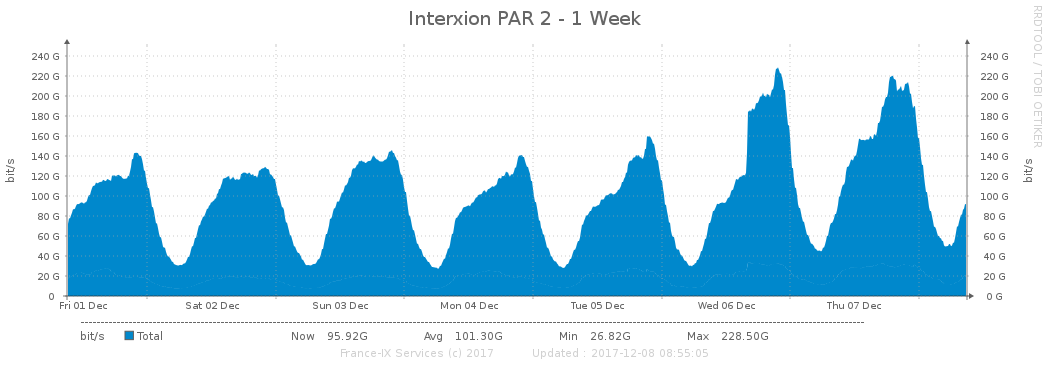 Interxion PAR 2 - 1 Week
RRDTOOL / TOBI OETIKER
240 G 240 G
220 G 220 G
200 G 200 G
180 G 180 G
160 G 160 G
140 G 140 G
120 G 120 G
100 G 100 G
80 G 80 G
60 G 60 G
40 G 40 G
20 G 20 G
0 0 G
bit/s
bit/s
Fri 01 Dec Sat 02 Dec Sun 03 Dec Mon 04 Dec Tue 05 Dec Wed 06 Dec Thu 07 Dec
bit/s Total Now 95.92G Avg 101.30G Min 26.82G Max 228.50G
France-IX Services (c) 2017 Updated : 2017-12-08 08:55:05